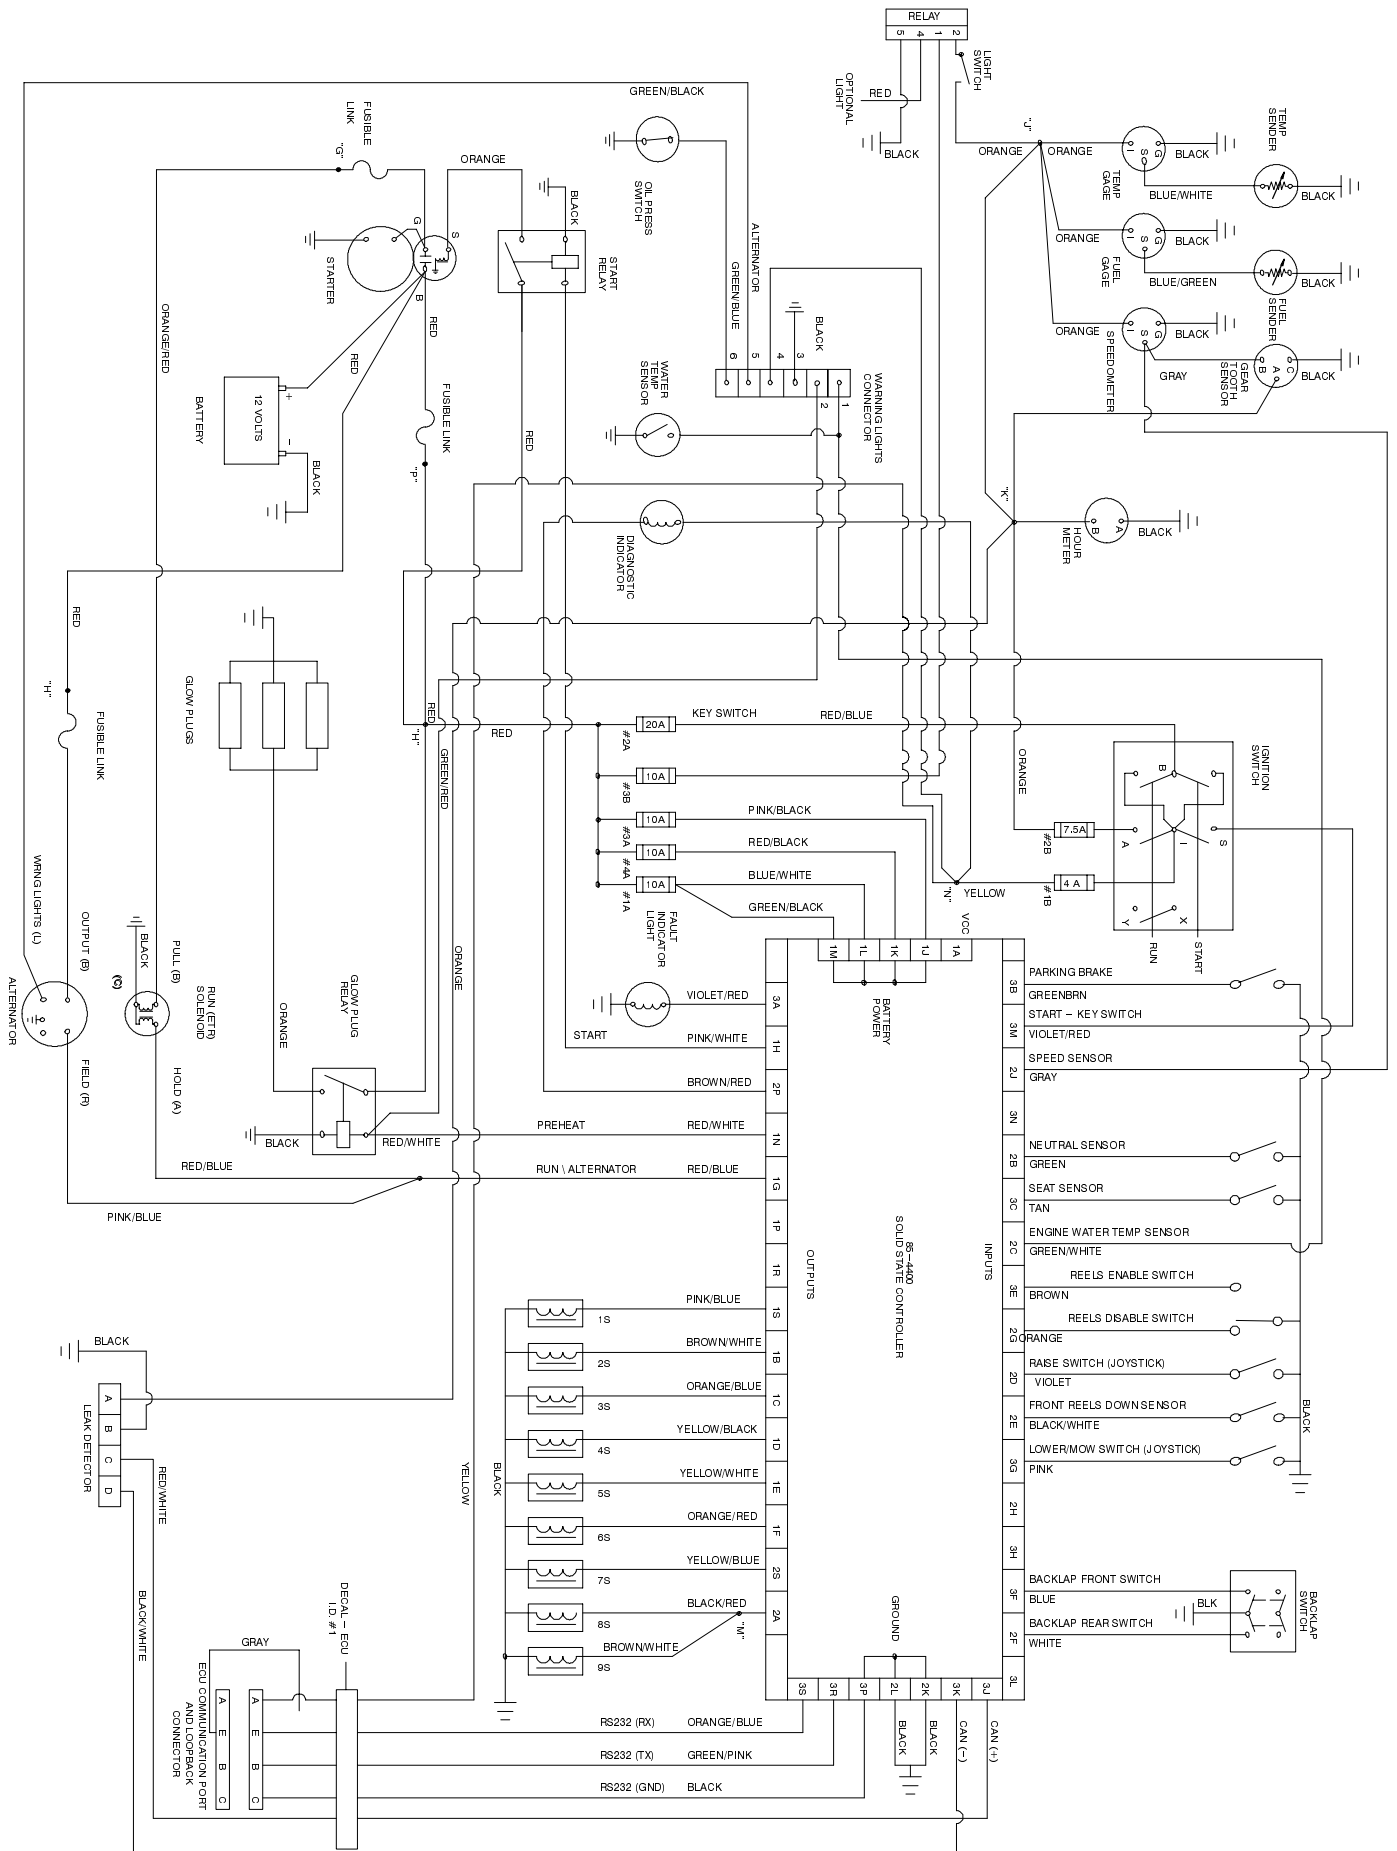 RELAY
5 4 1 2
LIGHT
SWITCH
OPTIONAL
LIGHT
RED
BLACK
GREEN/BLACK
FUSIBLE
LINK
"G"
ORANGE
OIL PRESS
SWITCH
BLACK
START
RELAY
STARTER
G
S
B
RED
RED
ORANGE/RED
BATTERY
12 VOLTS
+
−
BLACK
FUSIBLE LINK
"P"
RED
ALTERNATOR
GREEN/BLUE
BLACK
6 5 4 3 2 1
WARNING LIGHTS
CONNECTOR
WATER
TEMP
SENSOR
DIAGNOSTIC
INDICATOR
"J"
ORANGE
ORANGE
I S G
TEMP
GAGE
BLACK
TEMP
SENDER
BLUE/WHITE
BLACK
ORANGE
I S G
FUEL
GAGE
BLACK
BLUE/GREEN
BLACK
FUEL
SENDER
ORANGE
I S G
SPEEDOMETER
BLACK
GRAY
GEAR
TOOTH
SENSOR
B A C
BLACK
"K"
HOUR
METER
B A
BLACK
RED
"H"
FUSIBLE LINK
GLOW PLUGS
RED
"H"
RED
GREEN/RED
20A
#2A
KEY SWITCH
RED/BLUE
10A
#3B
10A
#3A
PINK/BLACK
10A
#4A
RED/BLACK
10A
#1A
BLUE/WHITE
GREEN/BLACK
ORANGE
7.5A
#2B
4 A
#1B
"N"
YELLOW
IGNITION
SWITCH
B
A
I
S
Y
X
RUN
START
WRNG LIGHTS (L)
OUTPUT (B)
ALTERNATOR
FIELD (R)
BLACK
(C)
PULL (B)
RUN (ETR)
SOLENOID
HOLD (A)
ORANGE
GLOW PLUG
RELAY
ORANGE
BLACK
RED/WHITE
RED/BLUE
PINK/BLUE
FAULT
INDICATOR
LIGHT
VCC
1M 1L 1K 1J 1A
BATTERY
POWER
VIOLET/RED
3A
START
PINK/WHITE
1H
BROWN/RED
2P
PREHEAT
RED/WHITE
1N
RUN \ ALTERNATOR
RED/BLUE
1G
1P
1R
OUTPUTS
85−4400
SOLID STATE CONTROLLER
INPUTS
PINK/BLUE
1S
1S
BROWN/WHITE
1B
2S
ORANGE/BLUE
1C
3S
YELLOW/BLACK
1D
4S
YELLOW/WHITE
1E
5S
ORANGE/RED
1F
6S
YELLOW/BLUE
2S
7S
BLACK/RED
2A
8S
"M"
BROWN/WHITE
9S
BLACK
YELLOW
3B
PARKING BRAKE
GREENBRN
3M
START − KEY SWITCH
VIOLET/RED
2J
SPEED SENSOR
GRAY
3N
2B
NEUTRAL SENSOR
GREEN
3C
SEAT SENSOR
TAN
2C
ENGINE WATER TEMP SENSOR
GREEN/WHITE
3E
REELS ENABLE SWITCH
BROWN
2G
REELS DISABLE SWITCH
ORANGE
2D
RAISE SWITCH (JOYSTICK)
VIOLET
2E
FRONT REELS DOWN SENSOR
BLACK/WHITE
3G
LOWER/MOW SWITCH (JOYSTICK)
PINK
BLACK
2H
3H
3F
BACKLAP FRONT SWITCH
BLUE
BLK
2F
BACKLAP REAR SWITCH
WHITE
3L
BACKLAP
SWITCH
GROUND
3S 3R 3P 2L 2K 3K 3J
BLACK
BLACK
CAN (−)
CAN (+)
BLACK
A B C D
LEAK DETECTOR
RED/WHITE
BLACK/WHITE
GRAY
DECAL − ECU
I.D. #1
A E B C
A E B C
ECU COMMUNICATION PORT
AND LOOPBACK
CONNECTOR
RS232 (RX)
ORANGE/BLUE
RS232 (TX)
GREEN/PINK
RS232 (GND)
BLACK